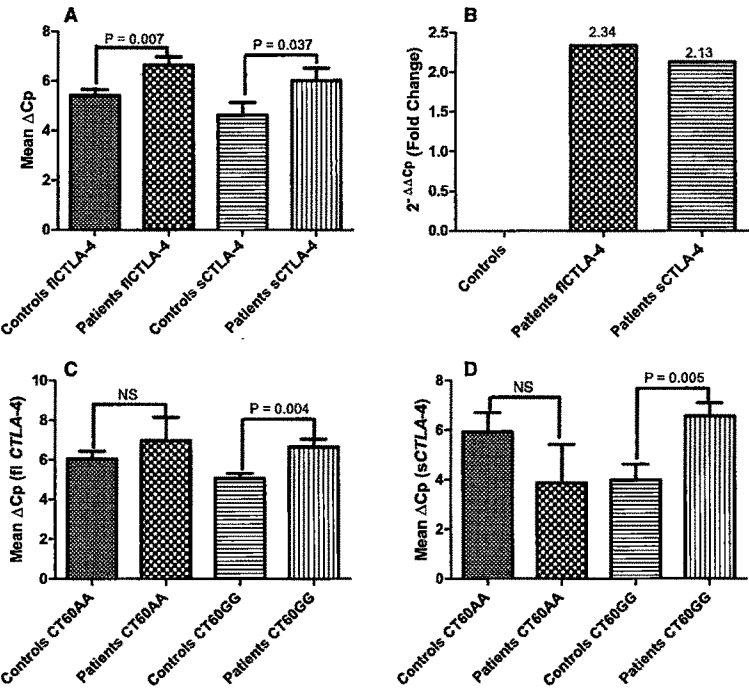 A
P = 0.007
P = 0.037
8
6
4
2
0
Mean ΔCp
Controls flCTLA-4
Patients flCTLA-4
Controls sCTLA-4
Patients sCTLA-4
B
2.34
2.13
2.5
2.0
1.5
1.0
0.5
0.0
2^-ΔΔCp (Fold Change)
Controls
Patients flCTLA-4
Patients sCTLA-4
C
NS
P = 0.004
10
8
6
4
2
0
Mean ΔCp (fl CTLA-4)
Controls CT60AA
Patients CT60AA
Controls CT60GG
Patients CT60GG
D
NS
P = 0.005
8
6
4
2
0
Mean ΔCp (sCTLA-4)
Controls CT60AA
Patients CT60AA
Controls CT60GG
Patients CT60GG